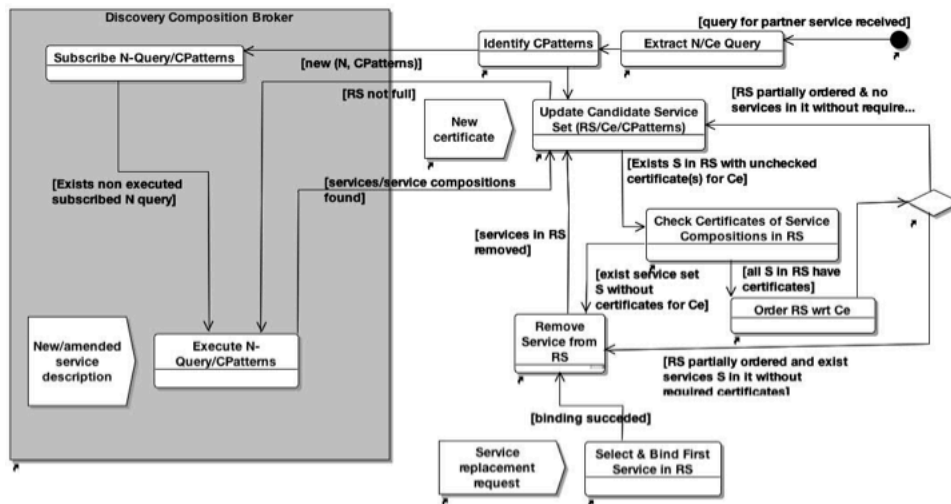 Discovery Composition Broker
[query for partner service received]
Subscribe N-Query/CPatterns
Identify CPatterns
Extract N/Ce Query
[new (N, CPatterns)]
[RS not full]
[RS partially ordered & no
services in it without require...
New
certificate
Update Candidate Service
Set (RS/Ce/CPatterns)
[Exists S in RS with unchecked
certificate(s) for Ce]
[Exists non executed
subscribed N query]
[services/service compositions
found]
Check Certificates of Service
Compositions in RS
[services in RS
removed]
[exist service set
S without
certificates for Ce]
[all S in RS have
certificates]
Order RS wrt Ce
New/amended
service
description
Execute N-
Query/CPatterns
Remove
Service from
RS
[RS partially ordered and exist
services S in it without
required certificates]
[binding succeded]
Service
replacement
request
Select & Bind First
Service in RS